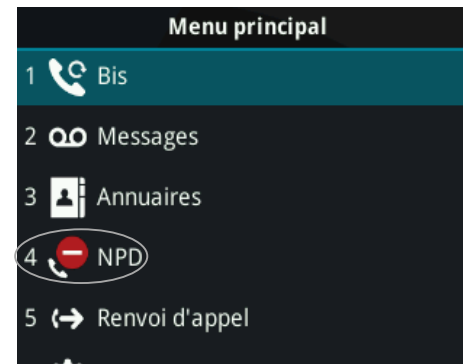 Menu principal
1 Bis
2 Messages
3 Annuaires
4 NPD
5 Renvoi d'appel